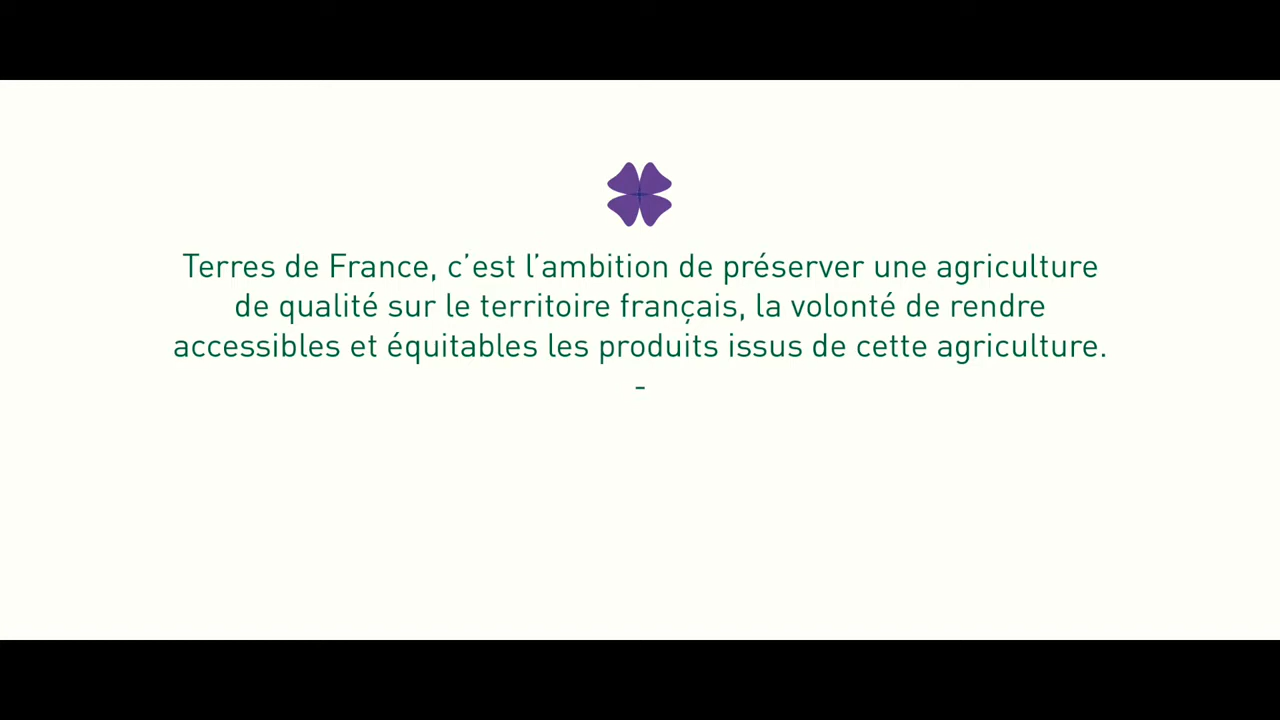 Terres de France, c’est l’ambition de préserver une agriculture
de qualité sur le territoire français, la volonté de rendre
accessibles et équitables les produits issus de cette agriculture.
-